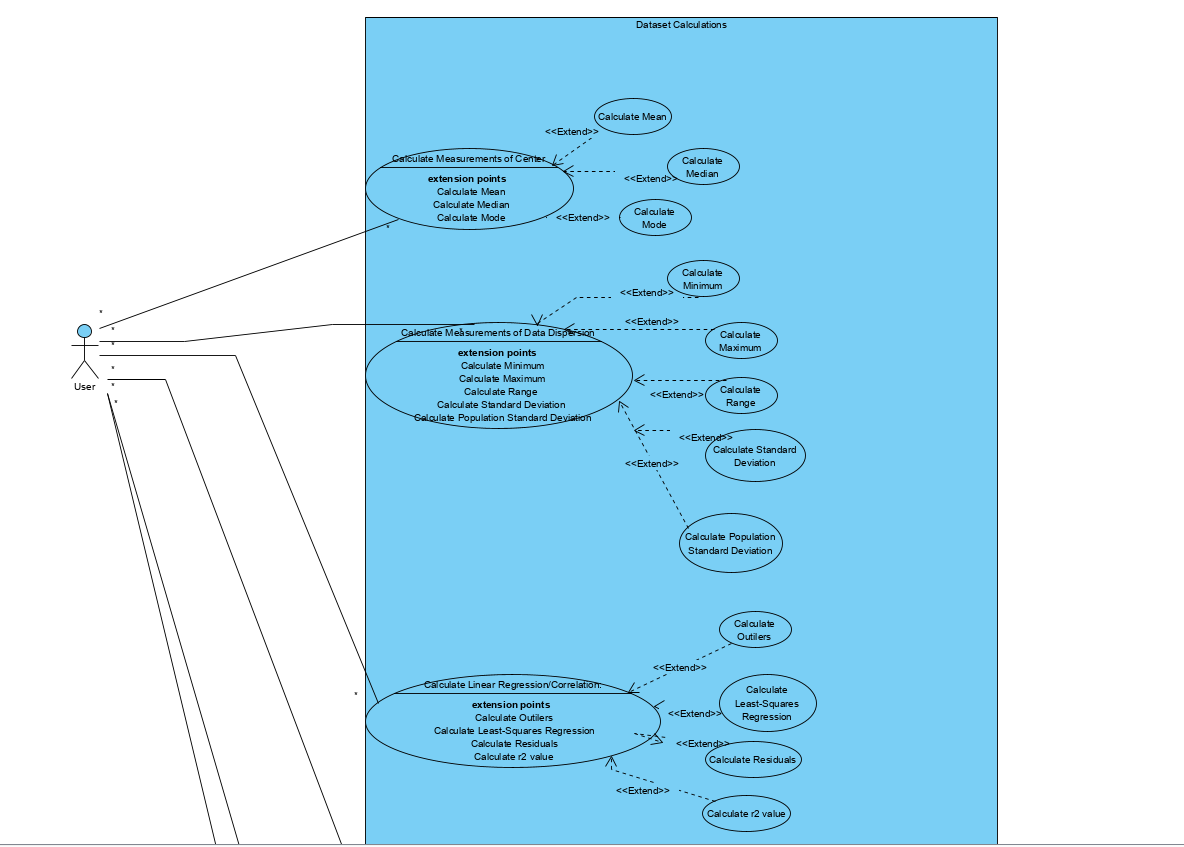 Dataset Calculations
Calculate Mean
<<Extend>>
Calculate Measurements of Center
extension points
Calculate Mean
Calculate Median
Calculate Mode
Calculate
Median
<<Extend>>
Calculate
Mode
<<Extend>>
*
*
User
*
*
*
*
*
Calculate
Minimum
<<Extend>>
Calculate Measurements of Data Dispersion
extension points
Calculate Minimum
Calculate Maximum
Calculate Range
Calculate Standard Deviation
Calculate Population Standard Deviation
<<Extend>>
Calculate
Maximum
Calculate
Range
<<Extend>>
<<Extend>>
Calculate Standard
Deviation
<<Extend>>
Calculate Population
Standard Deviation
Calculate
Outilers
<<Extend>>
*
Calculate Linear Regression/Correlation.
extension points
Calculate Outilers
Calculate Least-Squares Regression
Calculate Residuals
Calculate r2 value
Calculate
Least-Squares
Regression
<<Extend>>
<<Extend>>
Calculate Residuals
<<Extend>>
Calculate r2 value